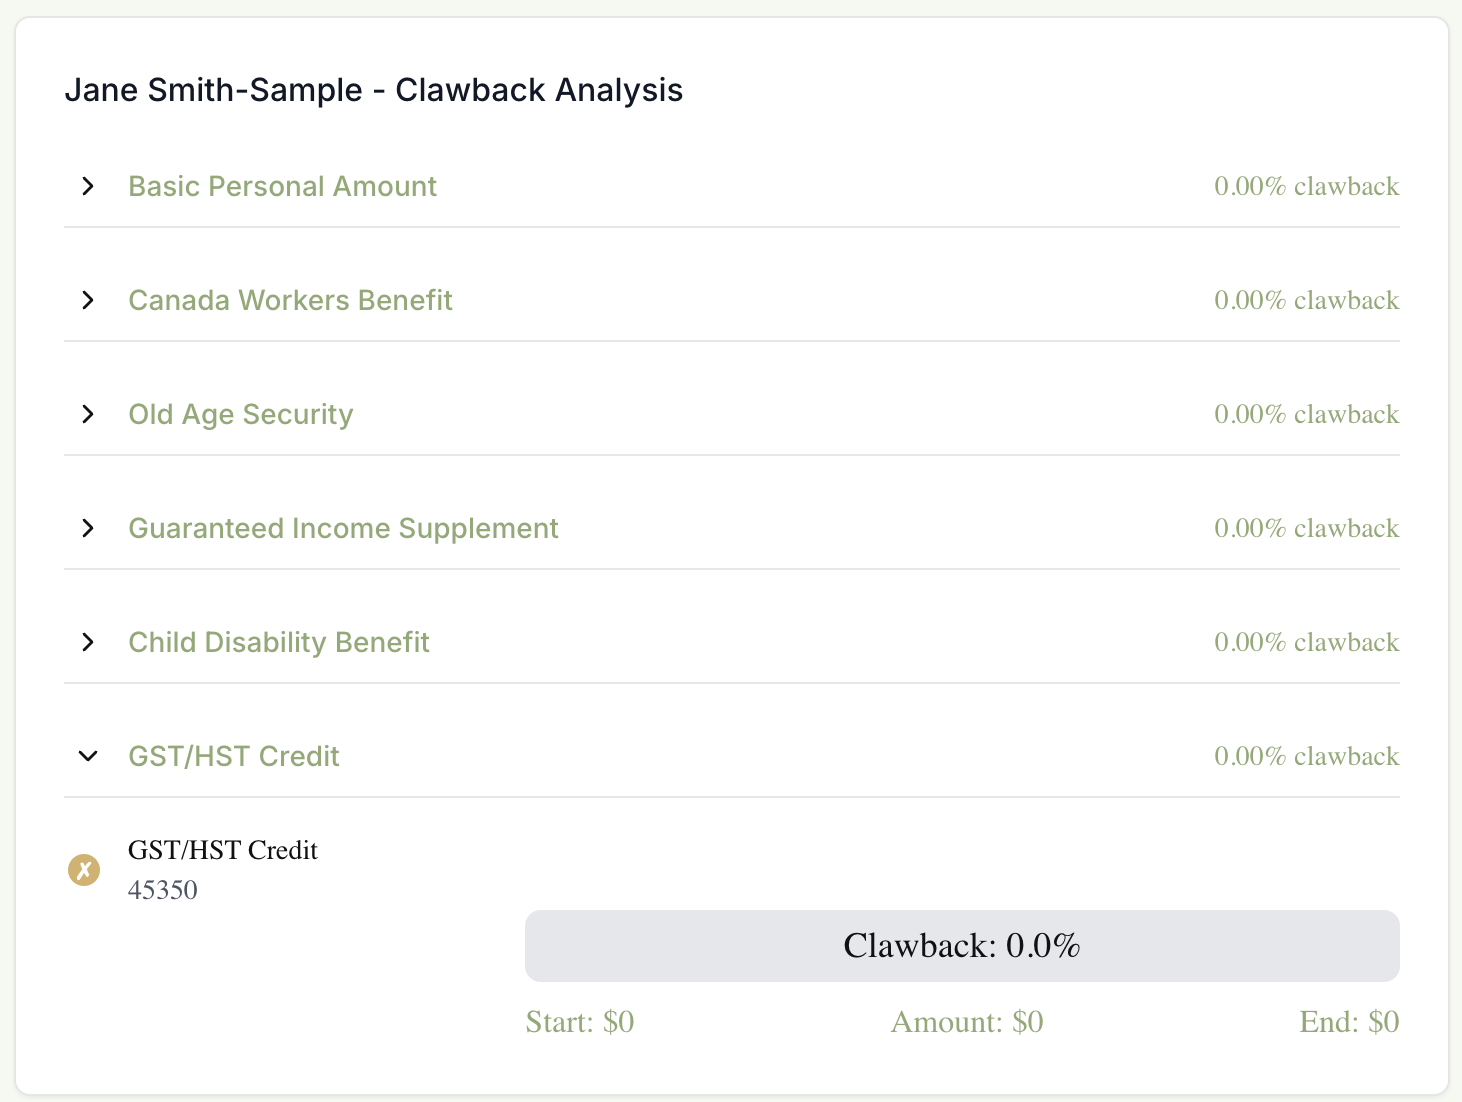 Jane Smith-Sample - Clawback Analysis
Basic Personal Amount 0.00% clawback
Canada Workers Benefit 0.00% clawback
Old Age Security 0.00% clawback
Guaranteed Income Supplement 0.00% clawback
Child Disability Benefit 0.00% clawback
GST/HST Credit 0.00% clawback
GST/HST Credit
45350
Clawback: 0.0%
Start: $0 Amount: $0 End: $0